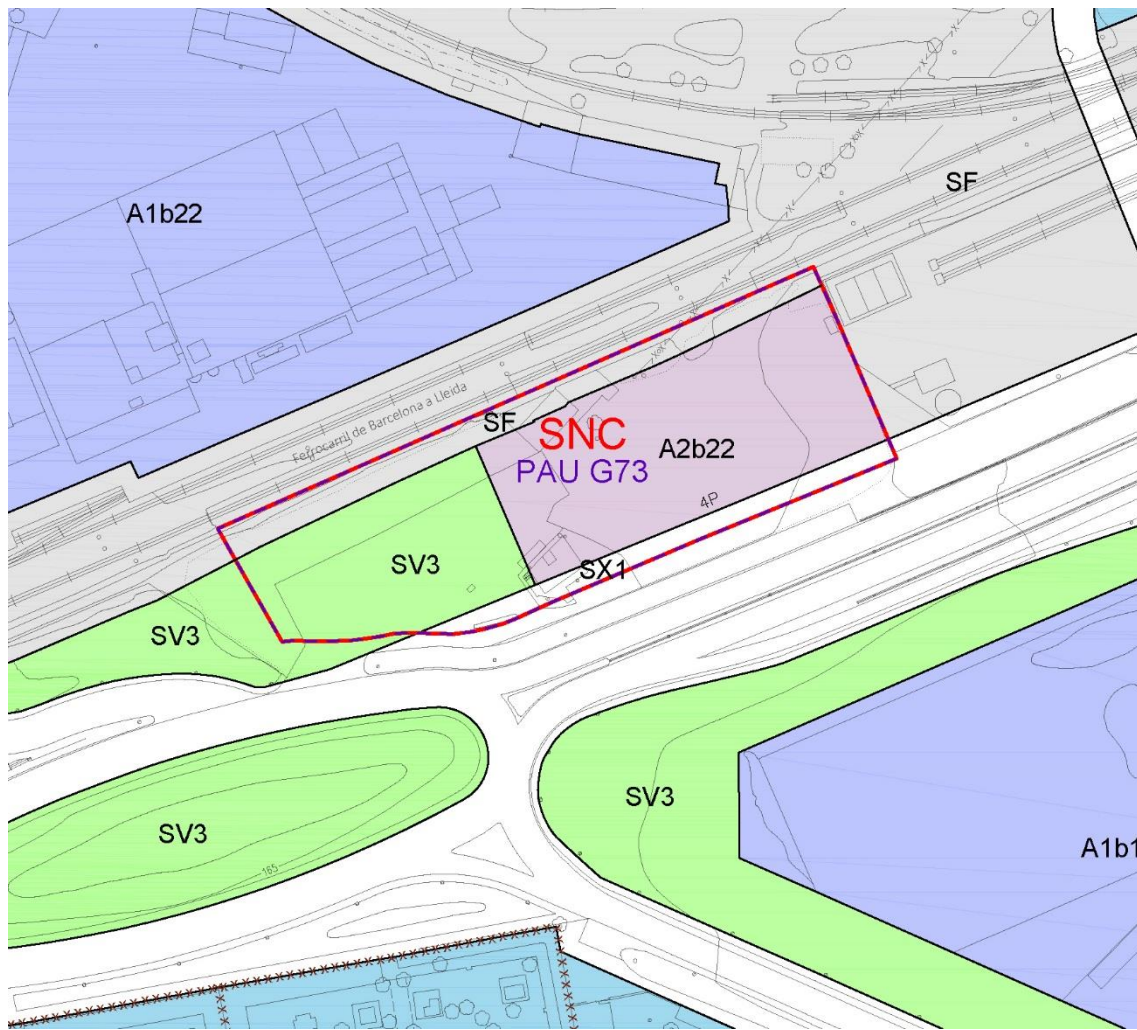 SF
A1b22
Ferrocarril de Barcelona a Lleida
SF
SNC
A2b22
PAU G73
4P
SV3
SX1
SV3
SV3
SV3
165
A1b1